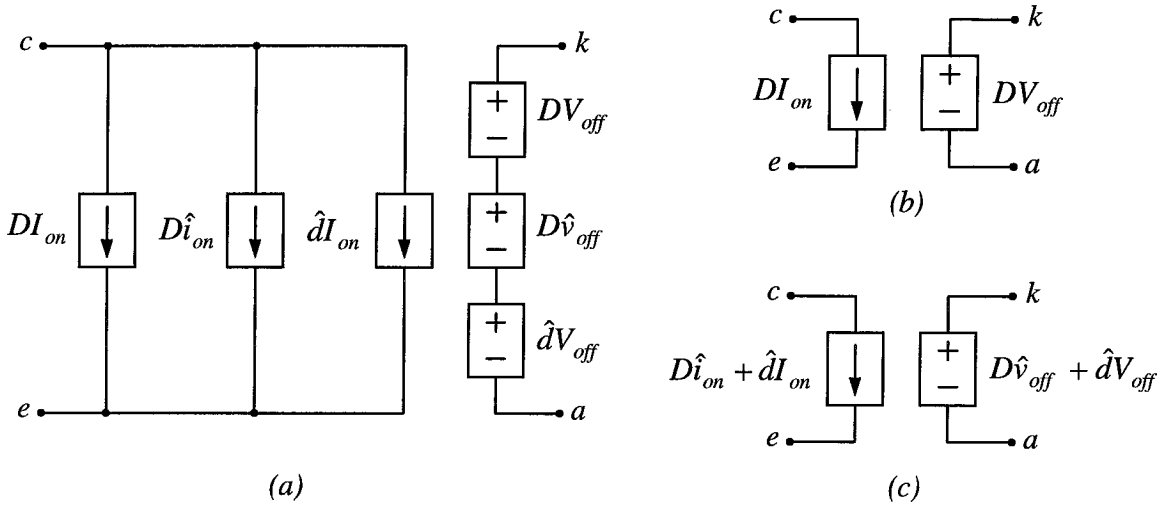 c
k
DI_on
Dî_on
d̂I_on
+
−
DV_off
+
−
Dv̂_off
+
−
d̂V_off
e
a
(a)
c
k
DI_on
+
−
DV_off
e
a
(b)
c
k
Dî_on + d̂I_on
+
−
Dv̂_off + d̂V_off
e
a
(c)